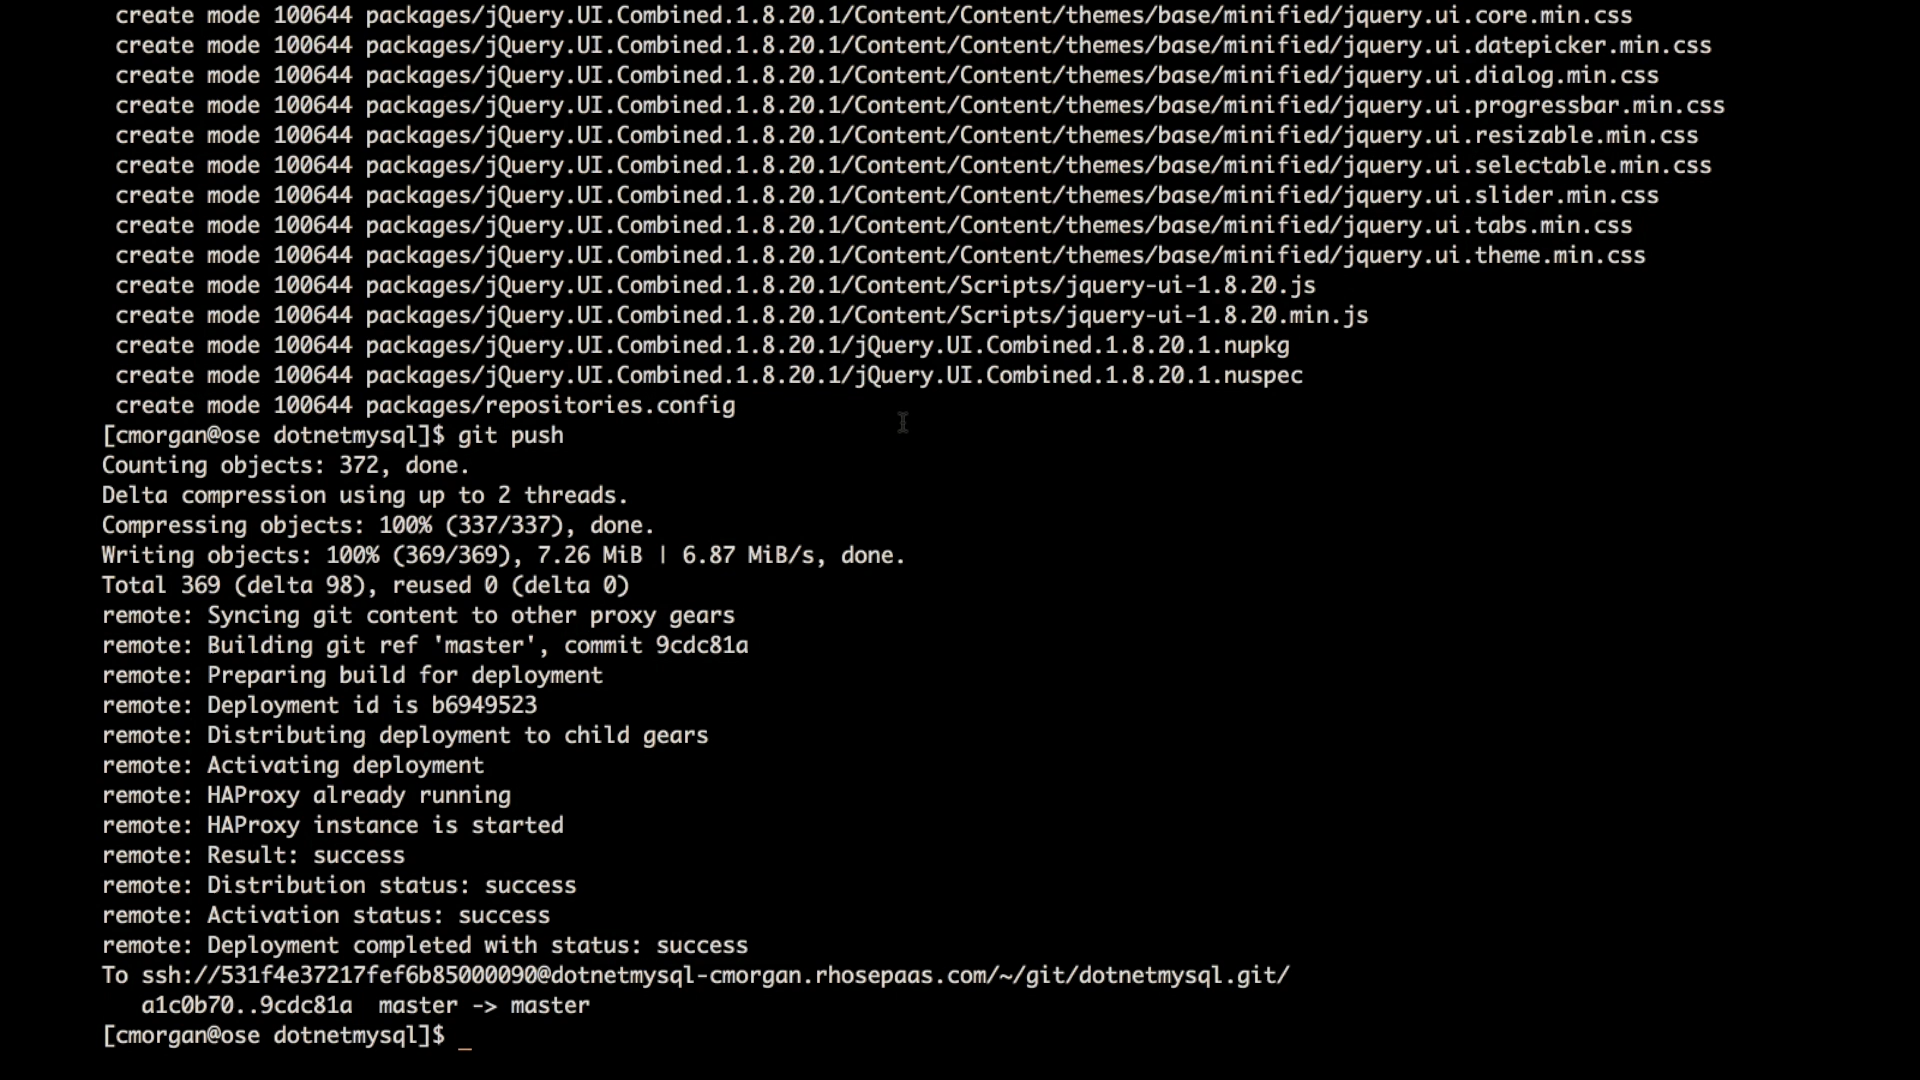 create mode 100644 packages/jQuery.UI.Combined.1.8.20.1/Content/Content/themes/base/minified/jquery.ui.core.min.css
create mode 100644 packages/jQuery.UI.Combined.1.8.20.1/Content/Content/themes/base/minified/jquery.ui.datepicker.min.css
create mode 100644 packages/jQuery.UI.Combined.1.8.20.1/Content/Content/themes/base/minified/jquery.ui.dialog.min.css
create mode 100644 packages/jQuery.UI.Combined.1.8.20.1/Content/Content/themes/base/minified/jquery.ui.progressbar.min.css
create mode 100644 packages/jQuery.UI.Combined.1.8.20.1/Content/Content/themes/base/minified/jquery.ui.resizable.min.css
create mode 100644 packages/jQuery.UI.Combined.1.8.20.1/Content/Content/themes/base/minified/jquery.ui.selectable.min.css
create mode 100644 packages/jQuery.UI.Combined.1.8.20.1/Content/Content/themes/base/minified/jquery.ui.slider.min.css
create mode 100644 packages/jQuery.UI.Combined.1.8.20.1/Content/Content/themes/base/minified/jquery.ui.tabs.min.css
create mode 100644 packages/jQuery.UI.Combined.1.8.20.1/Content/Content/themes/base/minified/jquery.ui.theme.min.css
create mode 100644 packages/jQuery.UI.Combined.1.8.20.1/Content/Scripts/jquery-ui-1.8.20.js
create mode 100644 packages/jQuery.UI.Combined.1.8.20.1/Content/Scripts/jquery-ui-1.8.20.min.js
create mode 100644 packages/jQuery.UI.Combined.1.8.20.1/jQuery.UI.Combined.1.8.20.1.nupkg
create mode 100644 packages/jQuery.UI.Combined.1.8.20.1/jQuery.UI.Combined.1.8.20.1.nuspec
create mode 100644 packages/repositories.config
[cmorgan@ose dotnetmysql]$ git push
Counting objects: 372, done.
Delta compression using up to 2 threads.
Compressing objects: 100% (337/337), done.
Writing objects: 100% (369/369), 7.26 MiB | 6.87 MiB/s, done.
Total 369 (delta 98), reused 0 (delta 0)
remote: Syncing git content to other proxy gears
remote: Building git ref 'master', commit 9cdc81a
remote: Preparing build for deployment
remote: Deployment id is b6949523
remote: Distributing deployment to child gears
remote: Activating deployment
remote: HAProxy already running
remote: HAProxy instance is started
remote: Result: success
remote: Distribution status: success
remote: Activation status: success
remote: Deployment completed with status: success
To ssh://531f4e37217fef6b85000090@dotnetmysql-cmorgan.rhosepaas.com/~/git/dotnetmysql.git/
a1c0b70..9cdc81a  master -> master
[cmorgan@ose dotnetmysql]$ _